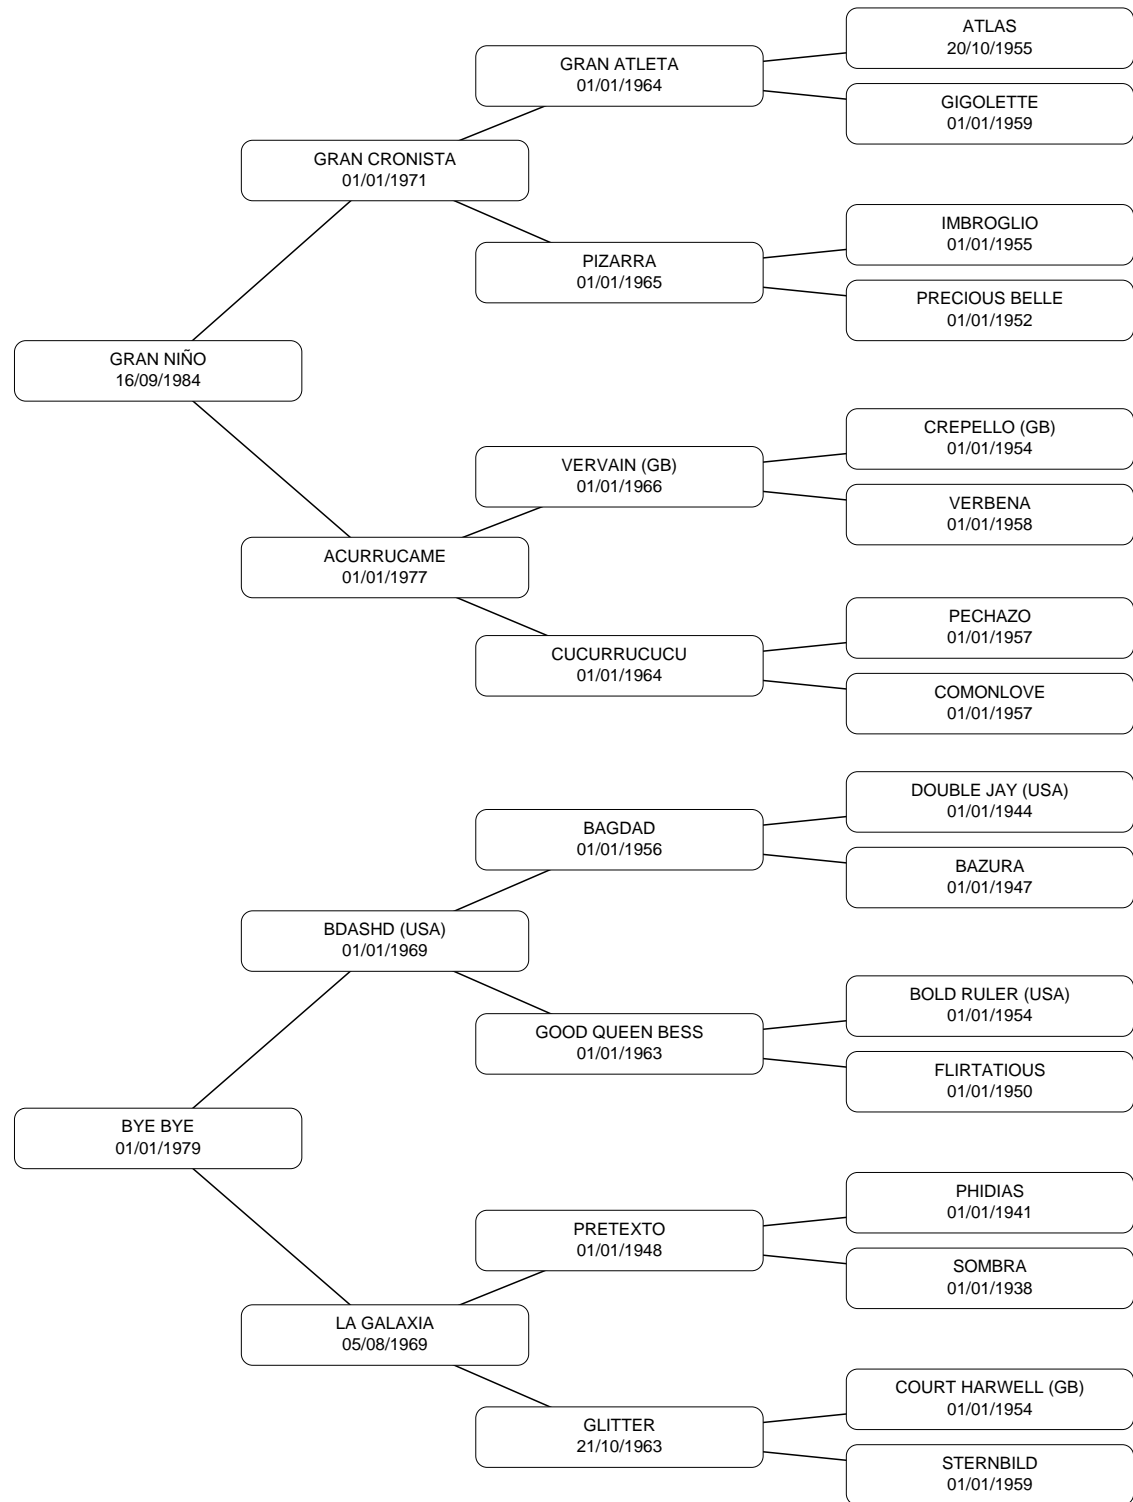 ATLAS
20/10/1955
GRAN ATLETA
01/01/1964
GIGOLETTE
01/01/1959
GRAN CRONISTA
01/01/1971
IMBROGLIO
01/01/1955
PIZARRA
01/01/1965
PRECIOUS BELLE
01/01/1952
GRAN NIÑO
16/09/1984
CREPELLO (GB)
01/01/1954
VERVAIN (GB)
01/01/1966
VERBENA
01/01/1958
ACURRUCAME
01/01/1977
PECHAZO
01/01/1957
CUCURRUCUCU
01/01/1964
COMONLOVE
01/01/1957
DOUBLE JAY (USA)
01/01/1944
BAGDAD
01/01/1956
BAZURA
01/01/1947
BDASHD (USA)
01/01/1969
BOLD RULER (USA)
01/01/1954
GOOD QUEEN BESS
01/01/1963
FLIRTATIOUS
01/01/1950
BYE BYE
01/01/1979
PHIDIAS
01/01/1941
PRETEXTO
01/01/1948
SOMBRA
01/01/1938
LA GALAXIA
05/08/1969
COURT HARWELL (GB)
01/01/1954
GLITTER
21/10/1963
STERNBILD
01/01/1959